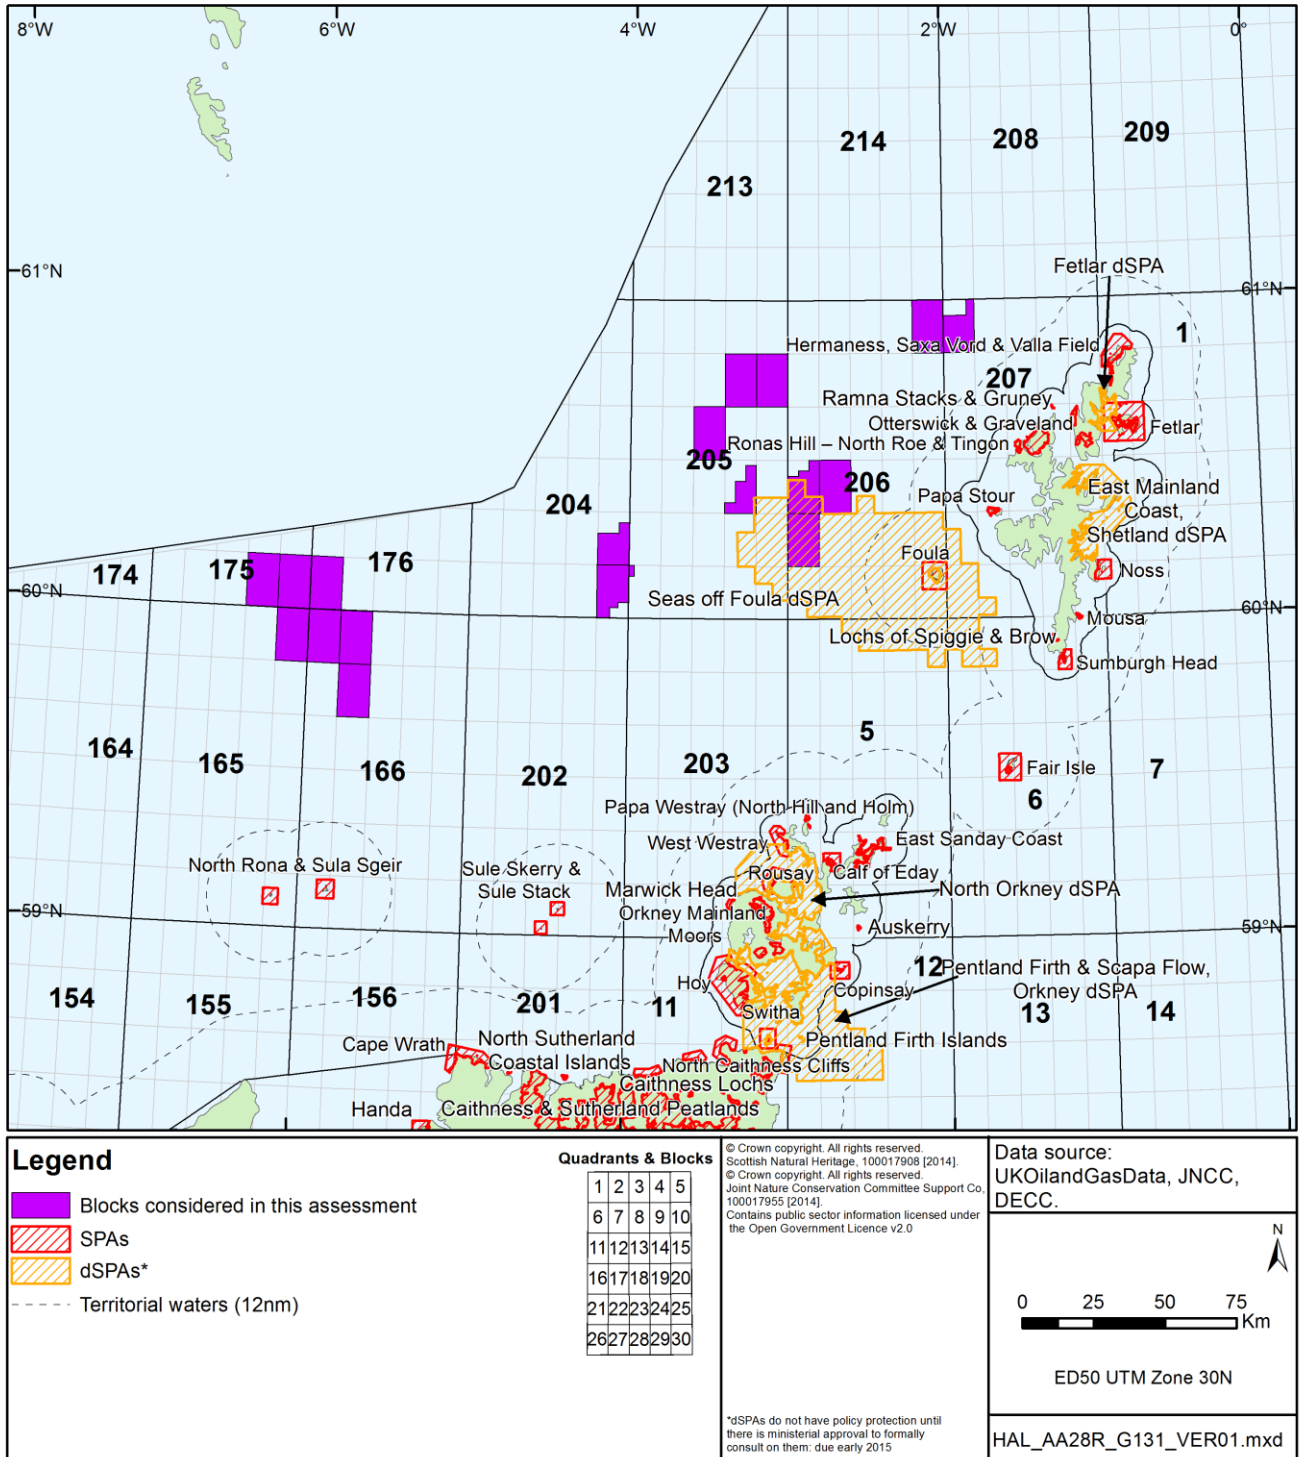 8°W 6°W 4°W 2°W 0°
209
214 208
213
Fetlar dSPA
61°N 61°N
1
Hermaness, Saxa Vord & Valla Field
207
Ramna Stacks & Gruney
Otterswick & Graveland
Fetlar
Ronas Hill – North Roe & Tingon
205
206
East Mainland
Coast,
Shetland dSPA
Papa Stour
204
Foula
176
175
174
Noss
60°N 60°N
Seas off Foula dSPA
Mousa
Lochs of Spiggie & Brow
Sumburgh Head
5
164
165
166
202
203
Fair Isle
7
6
Papa Westray (North Hill and Holm)
West Westray
East Sanday Coast
North Rona & Sula Sgeir
Sule Skerry &
Sule Stack
Rousay
Calf of Eday
Marwick Head
North Orkney dSPA
59°N 59°N
Orkney Mainland
Moors
Auskerry
12
Pentland Firth & Scapa Flow,
Orkney dSPA
Hoy
Copinsay
154
155
156
201
11
13
14
Switha
Pentland Firth Islands
Cape Wrath
North Sutherland
Coastal Islands
North Caithness Cliffs
Caithness Lochs
Handa
Caithness & Sutherland Peatlands
Legend
Blocks considered in this assessment
SPAs
dSPAs*
Territorial waters (12nm)
Quadrants & Blocks
1 2 3 4 5
6 7 8 9 10
11 12 13 14 15
16 17 18 19 20
21 22 23 24 25
26 27 28 29 30
© Crown copyright. All rights reserved.
Scottish Natural Heritage, 100017908 [2014].
© Crown copyright. All rights reserved.
Joint Nature Conservation Committee Support Co,
100017955 [2014].
Contains public sector information licensed under
the Open Government Licence v2.0
*dSPAs do not have policy protection until
there is ministerial approval to formally
consult on them: due early 2015
Data source:
UKOilandGasData, JNCC,
DECC.
N
0 25 50 75
Km
ED50 UTM Zone 30N
HAL_AA28R_G131_VER01.mxd